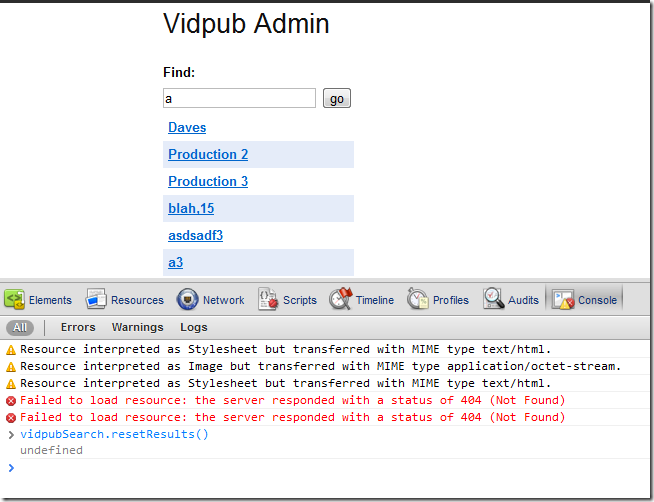 Vidpub Admin
Find:
a go
Daves
Production 2
Production 3
blah,15
asdsadf3
a3
Elements Resources Network Scripts Timeline Profiles Audits Console
All Errors Warnings Logs
Resource interpreted as Stylesheet but transferred with MIME type text/html.
Resource interpreted as Image but transferred with MIME type application/octet-stream.
Resource interpreted as Stylesheet but transferred with MIME type text/html.
Failed to load resource: the server responded with a status of 404 (Not Found)
Failed to load resource: the server responded with a status of 404 (Not Found)
> vidpubSearch.resetResults()
undefined
>